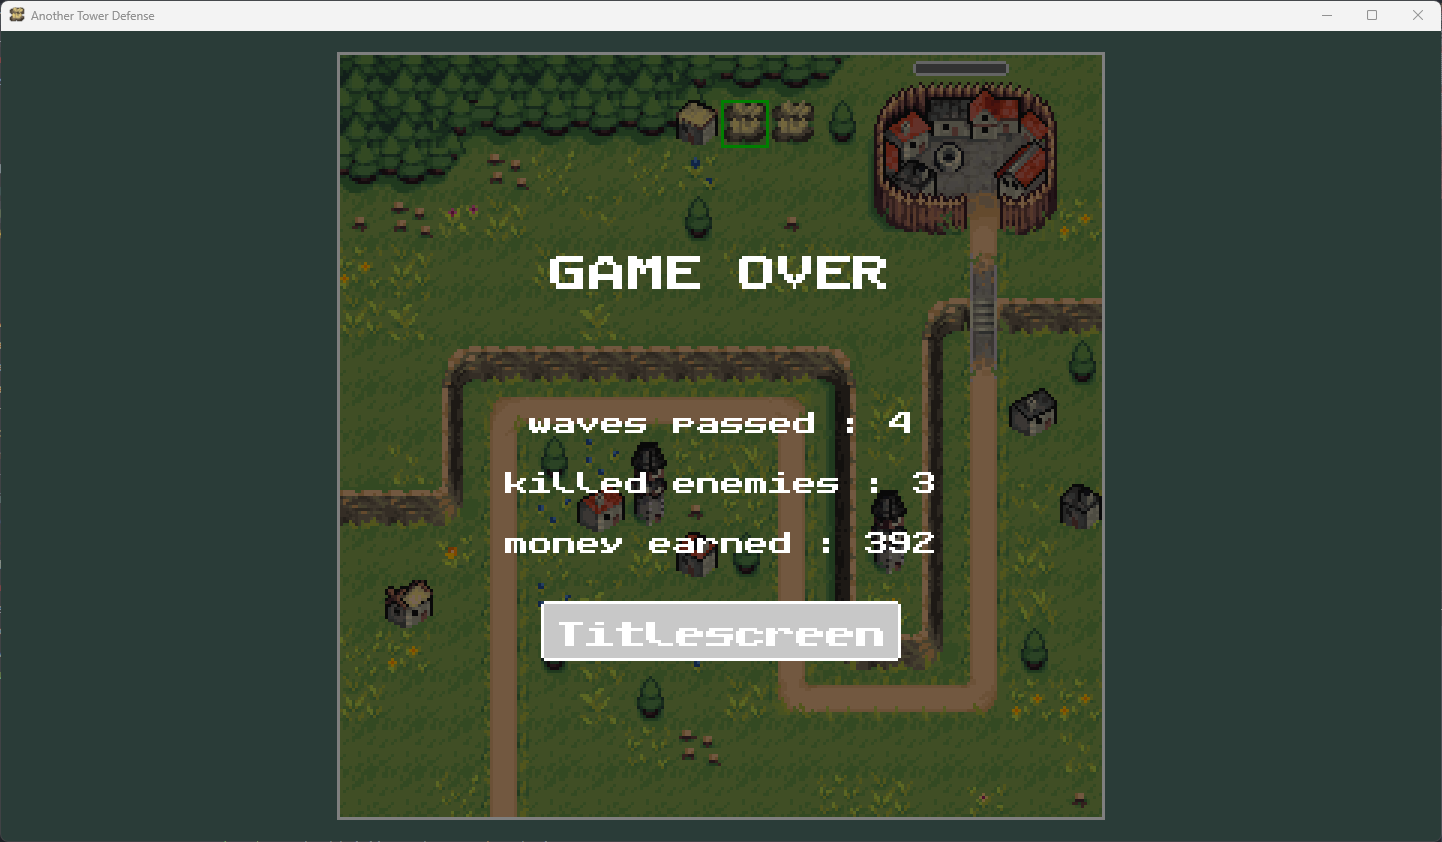 Another Tower Defense
GAME OVER
waves passed : 4
killed enemies : 3
money earned : 392
Titlescreen